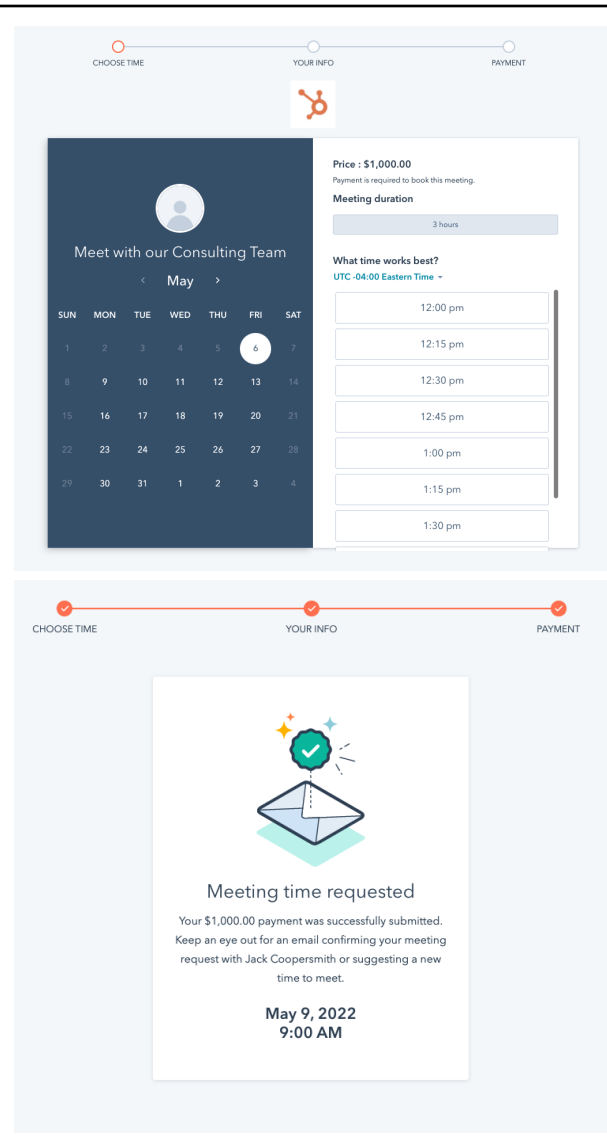 CHOOSE TIME YOUR INFO PAYMENT
Meet with our Consulting Team
May
SUN MON TUE WED THU FRI SAT
1 2 3 4 5 6 7
8 9 10 11 12 13 14
15 16 17 18 19 20 21
22 23 24 25 26 27 28
29 30 31 1 2 3 4
Price : $1,000.00
Payment is required to book this meeting.
Meeting duration
3 hours
What time works best?
UTC -04:00 Eastern Time
12:00 pm
12:15 pm
12:30 pm
12:45 pm
1:00 pm
1:15 pm
1:30 pm
CHOOSE TIME YOUR INFO PAYMENT
Meeting time requested
Your $1,000.00 payment was successfully submitted.
Keep an eye out for an email confirming your meeting
request with Jack Coopersmith or suggesting a new
time to meet.
May 9, 2022
9:00 AM